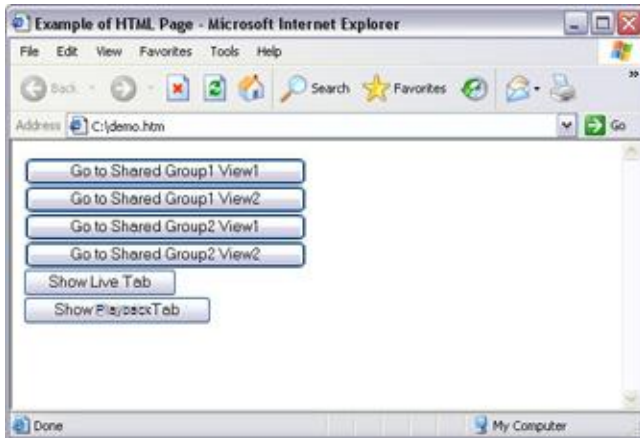 Example of HTML Page - Microsoft Internet Explorer
File Edit View Favorites Tools Help
Back Search Favorites »
Address C:\demo.htm Go
Go to Shared Group1 View1
Go to Shared Group1 View2
Go to Shared Group2 View1
Go to Shared Group2 View2
Show Live Tab
Show Playback Tab
Done My Computer